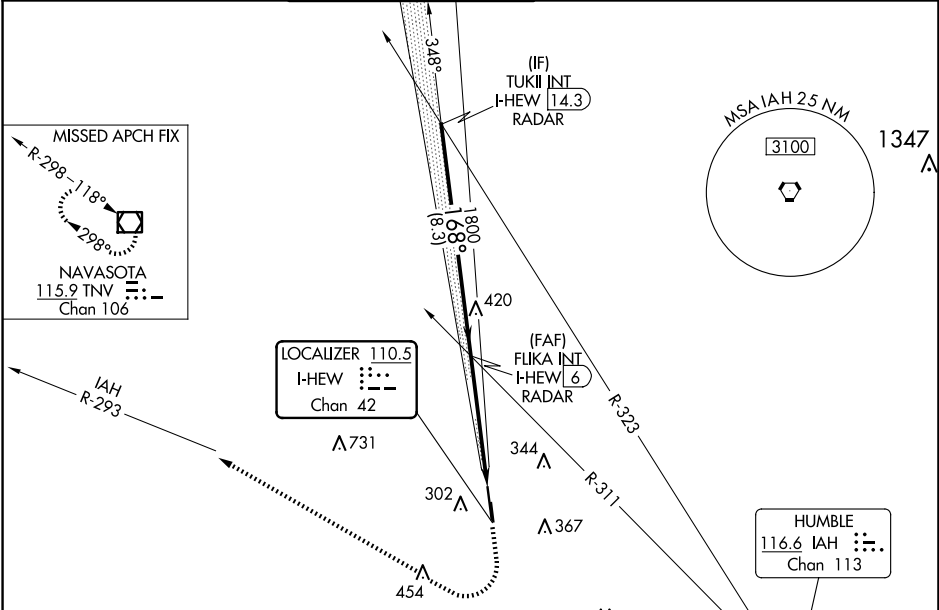 348°
(IF)
TUKII INT
I-HEW 14.3
RADAR
MSA IAH 25 NM
3100
1347
MISSED APCH FIX
R-298
118°
298°
NAVASOTA
115.9 TNV
Chan 106
1800
168°
(8.3)
420
(FAF)
FLIKA INT
I-HEW 6
RADAR
LOCALIZER 110.5
I-HEW
Chan 42
IAH
R-293
731
R-323
344
R-311
302
367
HUMBLE
116.6 IAH
Chan 113
454